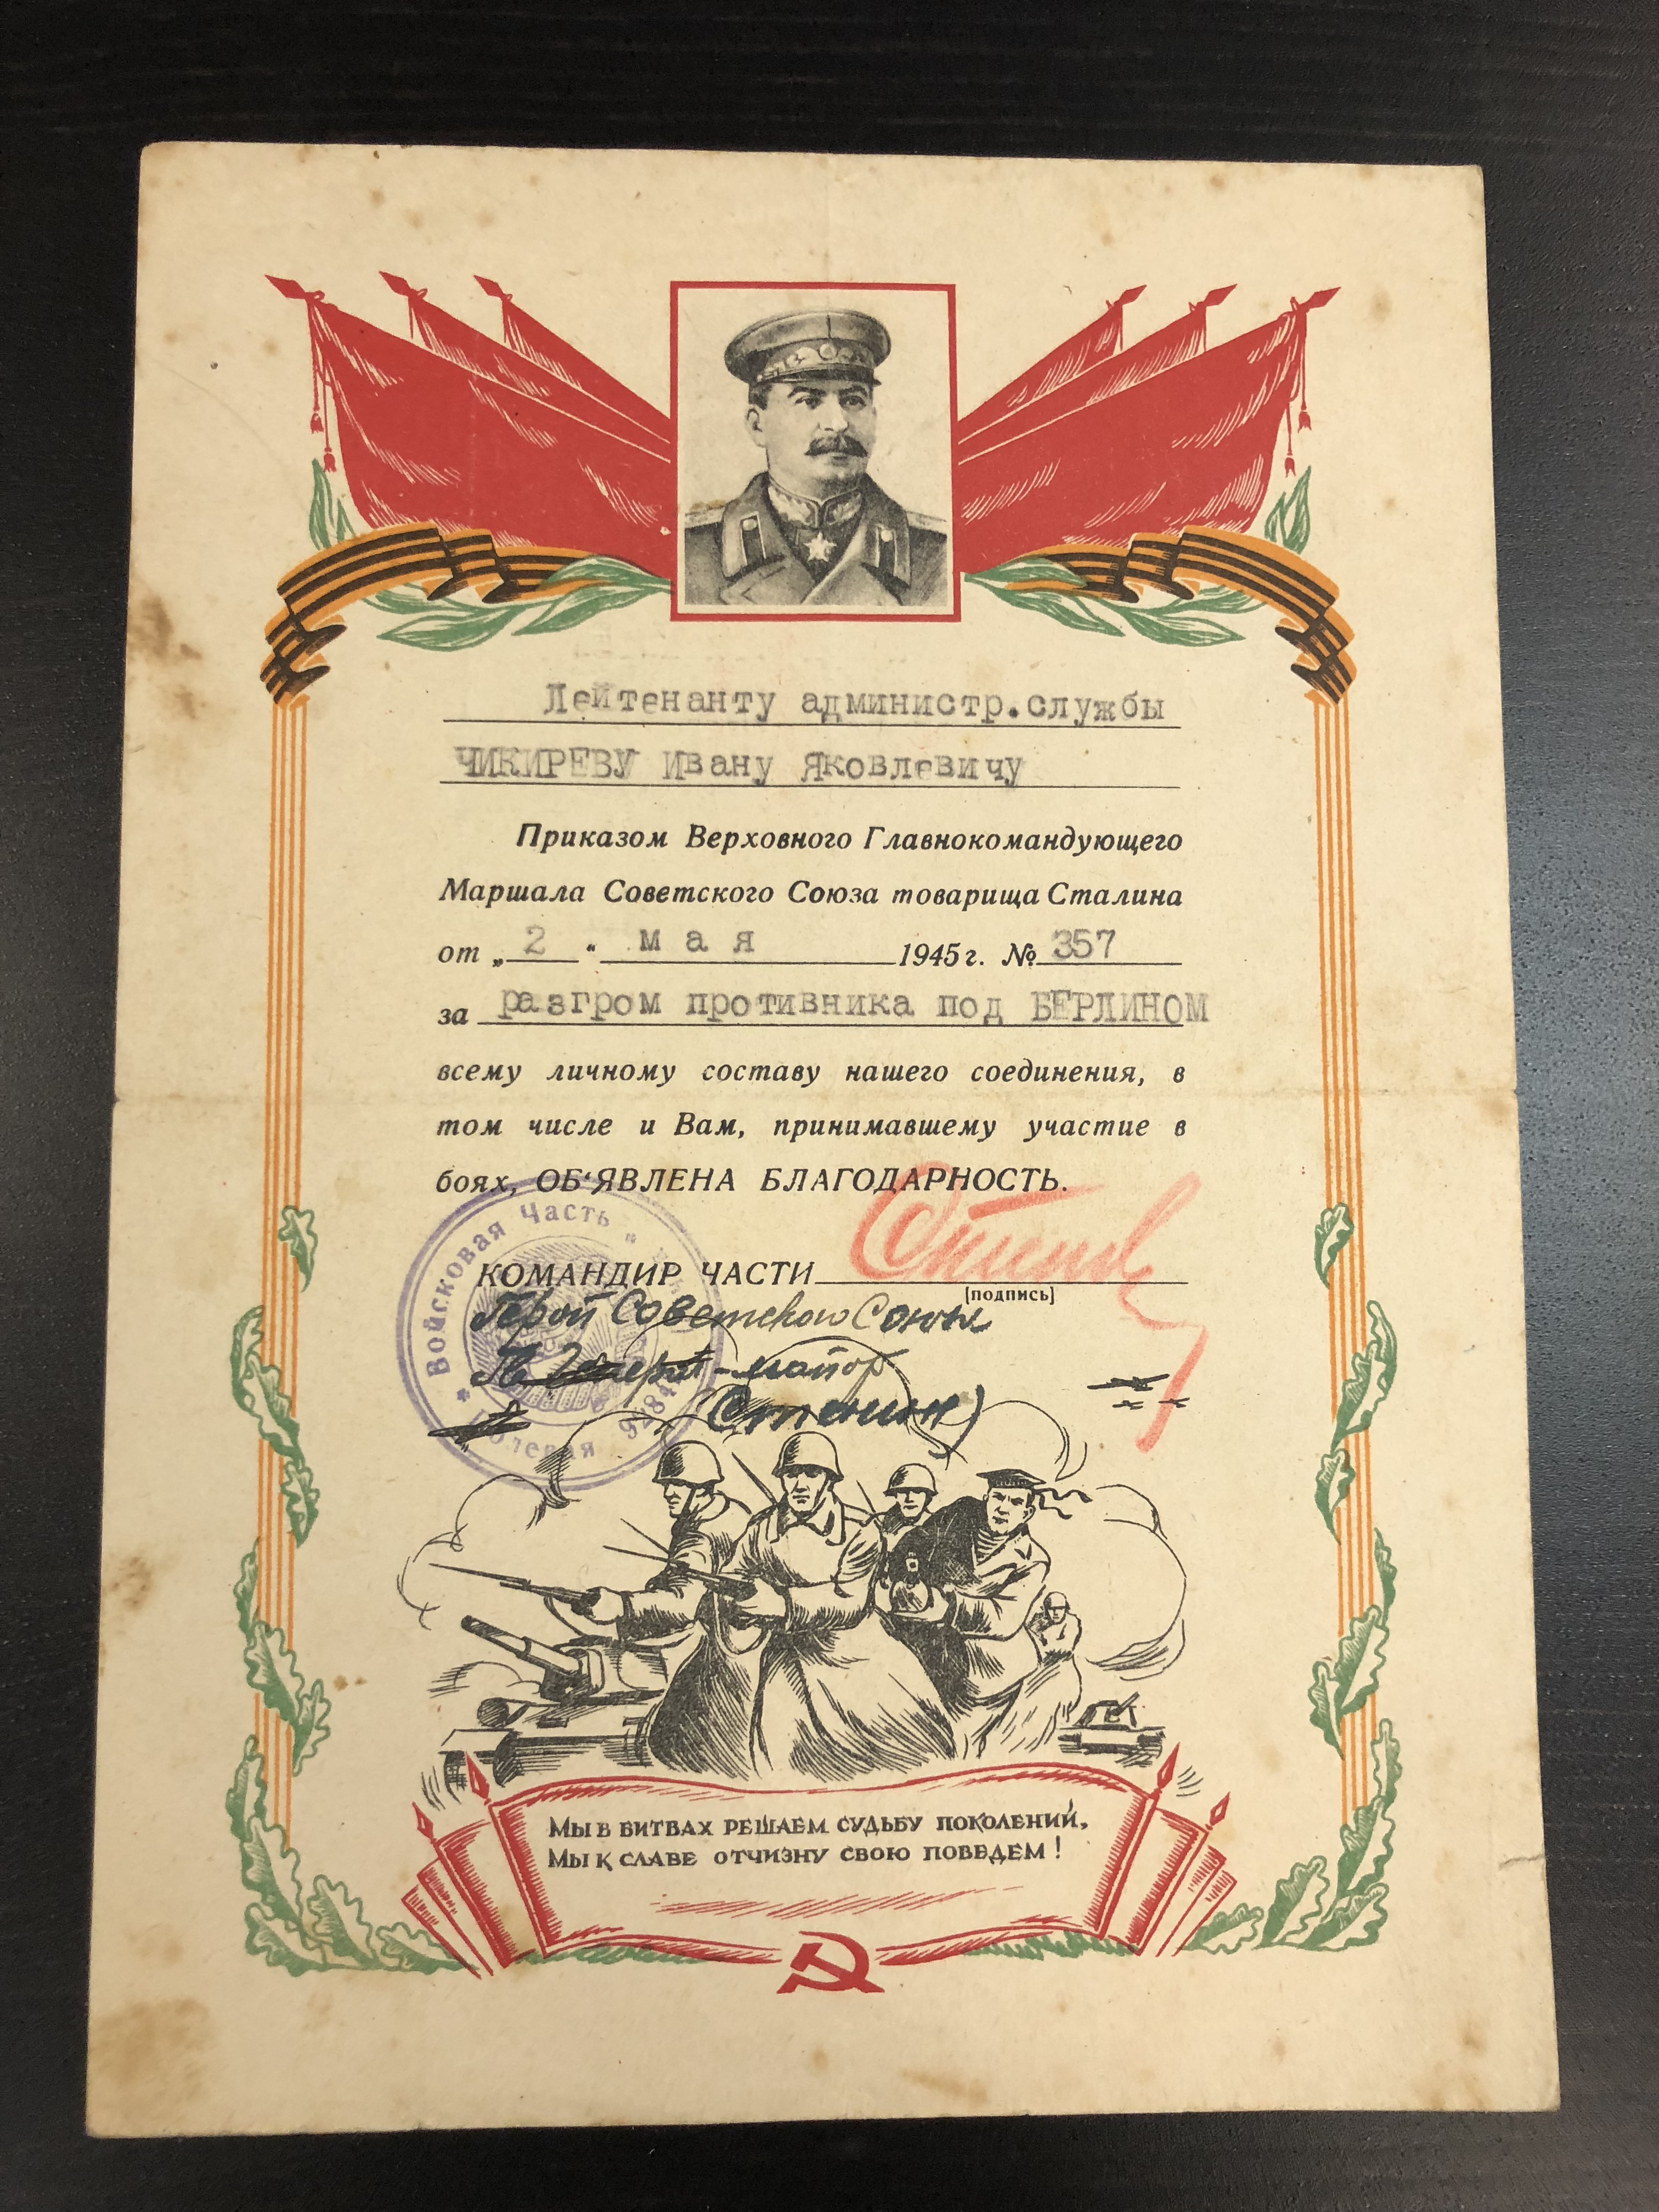 Лейтенанту администр.службы
ЧИКИРЕВУ Ивану Яковлевичу
Приказом Верховного Главнокомандующего
Маршала Советского Союза товарища Сталина
от „ 2 “ мая 1945 г. № 357
за разгром противника под БЕРЛИНОМ
всему личному составу нашего соединения, в
том числе и Вам, принимавшему участие в
боях, ОБ‘ЯВЛЕНА БЛАГОДАРНОСТЬ.
Войсковая Часть
КОМАНДИР ЧАСТИ
[подпись]
Герой Советского Союза
майор
Стенин)
Полевая
МЫ В БИТВАХ РЕШАЕМ СУДЬБУ ПОКОЛЕНИЙ,
МЫ К СЛАВЕ ОТЧИЗНУ СВОЮ ПОВЕДЕМ!